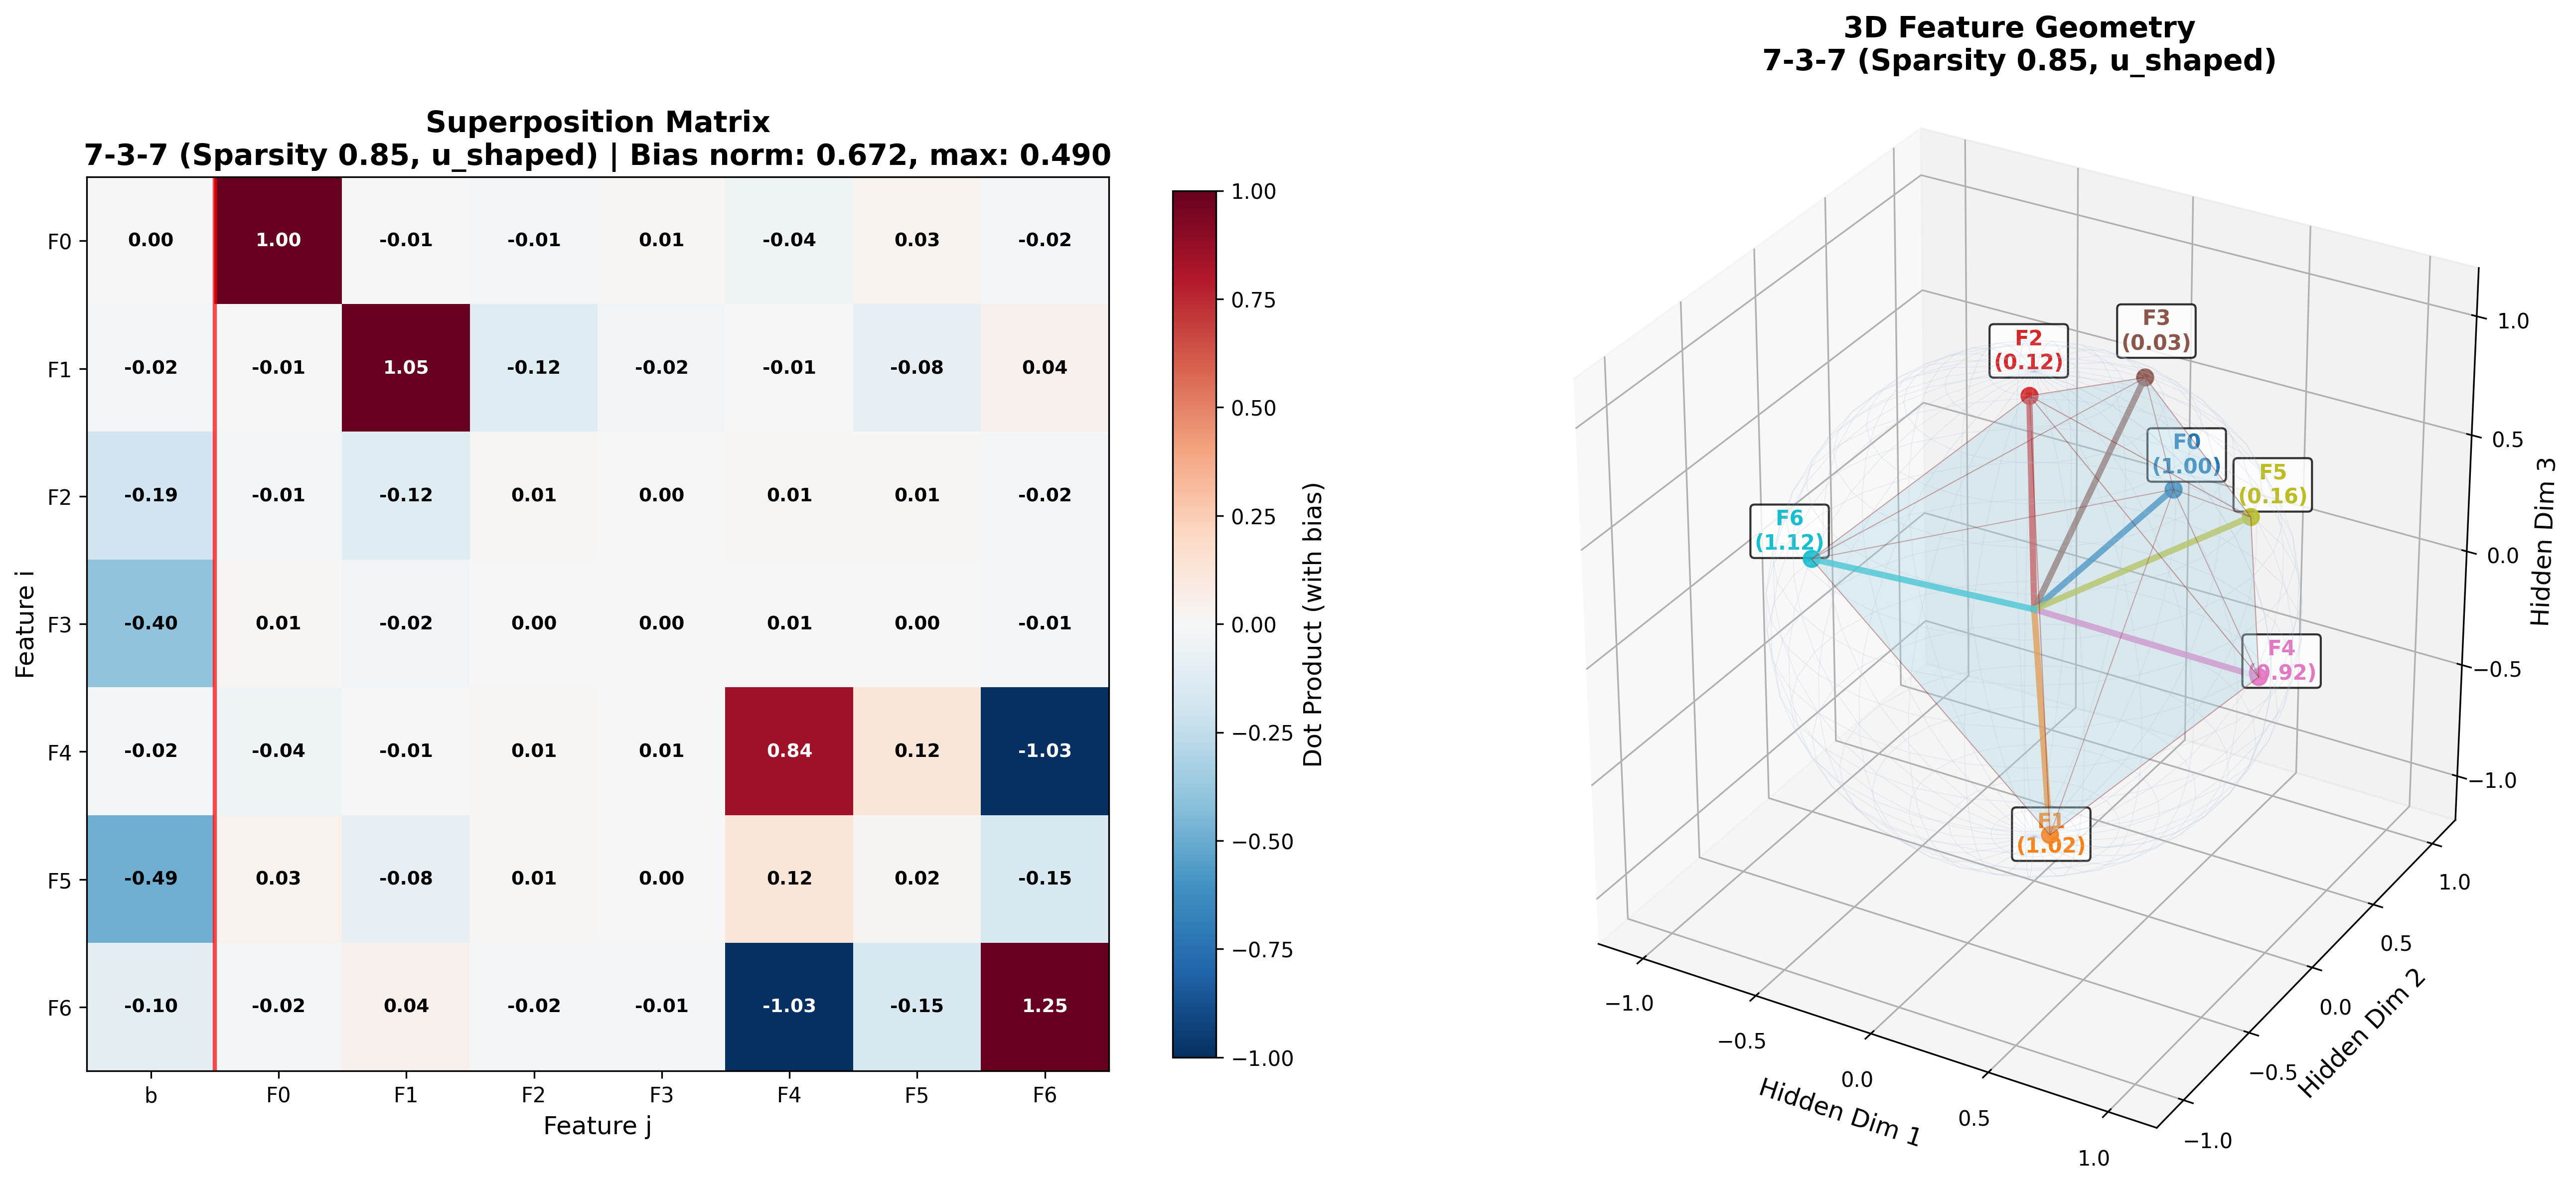 Superposition Matrix
7-3-7 (Sparsity 0.85, u_shaped) | Bias norm: 0.672, max: 0.490
F0 0.00 1.00 -0.01 -0.01 0.01 -0.04 0.03 -0.02
F1 -0.02 -0.01 1.05 -0.12 -0.02 -0.01 -0.08 0.04
F2 -0.19 -0.01 -0.12 0.01 0.00 0.01 0.01 -0.02
F3 -0.40 0.01 -0.02 0.00 0.00 0.01 0.00 -0.01
F4 -0.02 -0.04 -0.01 0.01 0.01 0.84 0.12 -1.03
F5 -0.49 0.03 -0.08 0.01 0.00 0.12 0.02 -0.15
F6 -0.10 -0.02 0.04 -0.02 -0.01 -1.03 -0.15 1.25
b F0 F1 F2 F3 F4 F5 F6
Feature j
Feature i
1.00
0.75
0.50
0.25
0.00
−0.25
−0.50
−0.75
−1.00
Dot Product (with bias)
3D Feature Geometry
7-3-7 (Sparsity 0.85, u_shaped)
F3
(0.03)
F2
(0.12)
F0
(1.00)
F5
(0.16)
F6
(1.12)
F4
0.92)
F1
(1.02)
1.0
0.5
0.0
−0.5
−1.0
Hidden Dim 3
1.0
0.5
0.0
−0.5
−1.0
Hidden Dim 2
−1.0
−0.5
0.0
0.5
1.0
Hidden Dim 1